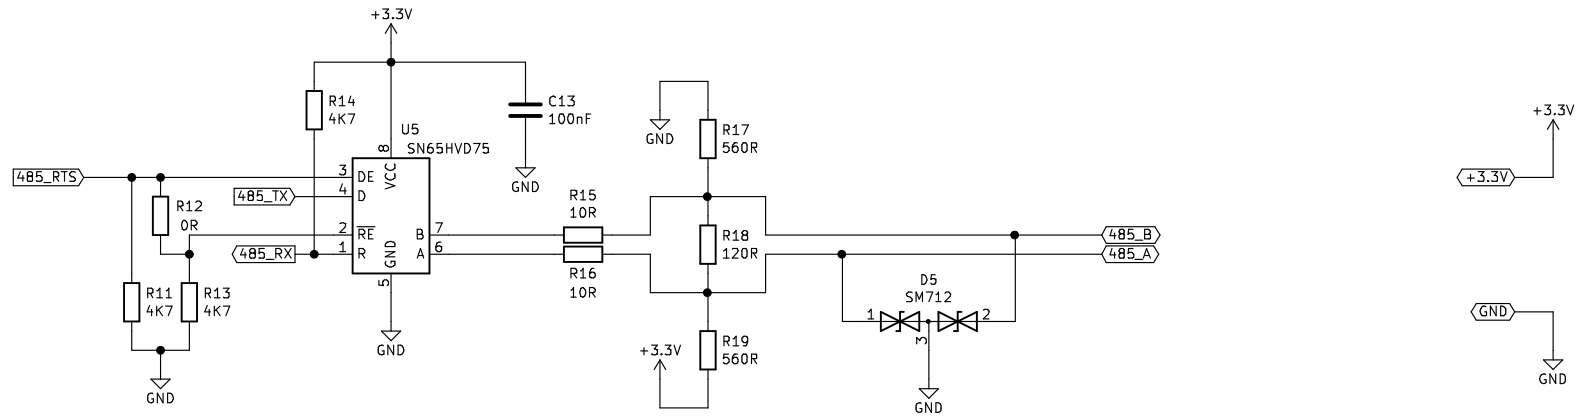 +3.3V
R14
4K7
C13
100nF
U5
SN65HVD75
8
VCC
GND
R17
560R
GND
+3.3V
485_RTS
3
DE
+3.3V
485_TX
4
D
R12
0R
R15
10R
2
RE
B
7
R18
120R
485_B
485_RX
1
R
GND
A
6
485_A
R16
10R
5
R11
4K7
R13
4K7
D5
SM712
1
2
3
GND
GND
+3.3V
R19
560R
GND
GND
GND